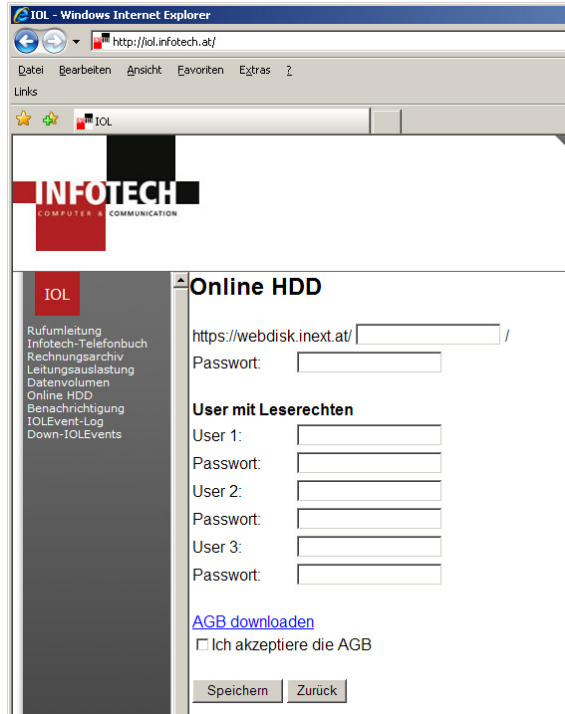 IOL - Windows Internet Explorer
http://iol.infotech.at/
Datei Bearbeiten Ansicht Favoriten Extras ?
Links
IOL
INFOTECH
COMPUTER & COMMUNICATION
IOL
Rufumleitung
Infotech-Telefonbuch
Rechnungsarchiv
Leitungsauslastung
Datenvolumen
Online HDD
Benachrichtigung
IOLEvent-Log
Down-IOLEvents
Online HDD
https://webdisk.inext.at/ /
Passwort:
User mit Leserechten
User 1:
Passwort:
User 2:
Passwort:
User 3:
Passwort:
AGB downloaden
Ich akzeptiere die AGB
Speichern Zurück